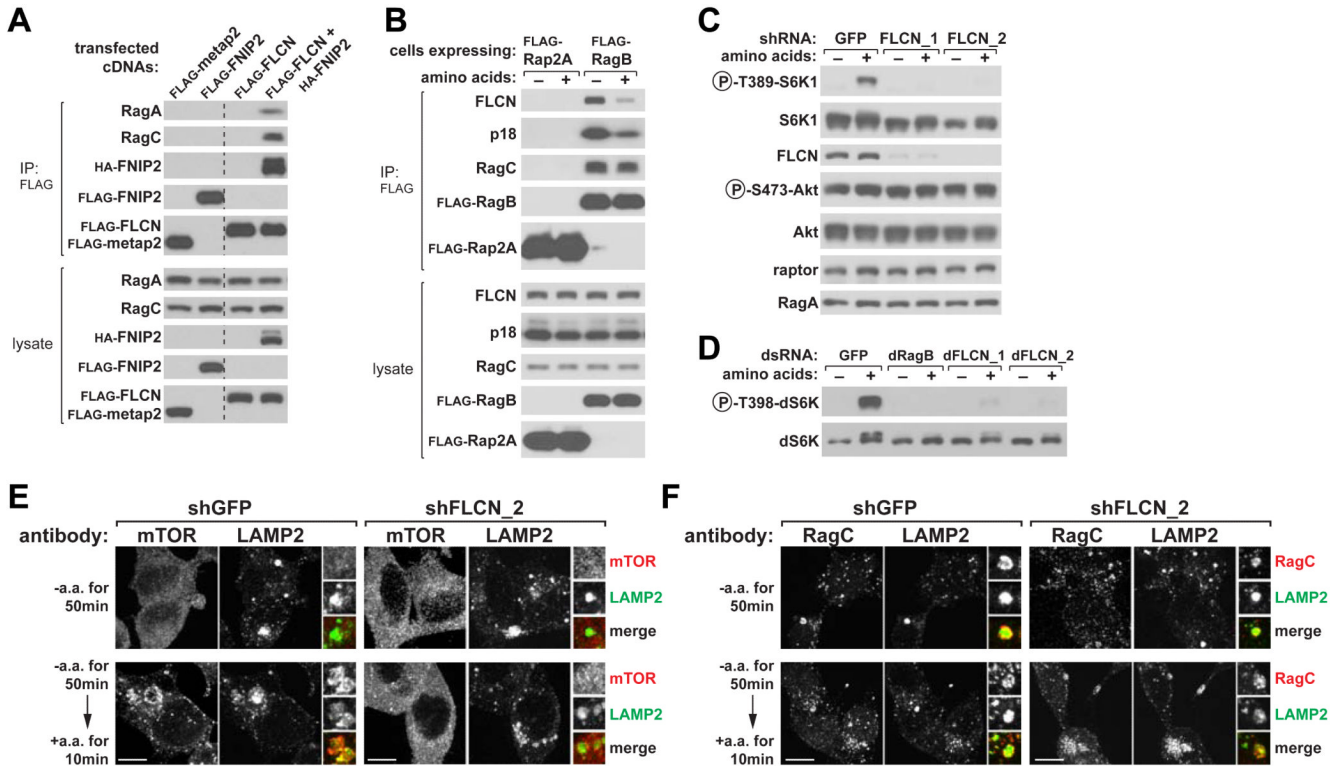 A
transfected cDNAs:
FLAG-metap2
FLAG-FNIP2
FLAG-FLCN
FLAG-FLCN + HA-FNIP2
IP: FLAG
RagA
RagC
HA-FNIP2
FLAG-FNIP2
FLAG-FLCN
FLAG-metap2
lysate
RagA
RagC
HA-FNIP2
FLAG-FNIP2
FLAG-FLCN
FLAG-metap2
B
cells expressing: FLAG-Rap2A FLAG-RagB
amino acids: – + – +
IP: FLAG
FLCN
p18
RagC
FLAG-RagB
FLAG-Rap2A
lysate
FLCN
p18
RagC
FLAG-RagB
FLAG-Rap2A
C
shRNA: GFP FLCN_1 FLCN_2
amino acids: – + – + – +
Ⓟ-T389-S6K1
S6K1
FLCN
Ⓟ-S473-Akt
Akt
raptor
RagA
D
dsRNA: GFP dRagB dFLCN_1 dFLCN_2
amino acids: – + – + – + – +
Ⓟ-T398-dS6K
dS6K
E
shGFP shFLCN_2
antibody: mTOR LAMP2 mTOR LAMP2
-a.a. for 50min
mTOR
LAMP2
merge
-a.a. for 50min
+a.a. for 10min
mTOR
LAMP2
merge
F
shGFP shFLCN_2
antibody: RagC LAMP2 RagC LAMP2
-a.a. for 50min
RagC
LAMP2
merge
-a.a. for 50min
+a.a. for 10min
RagC
LAMP2
merge